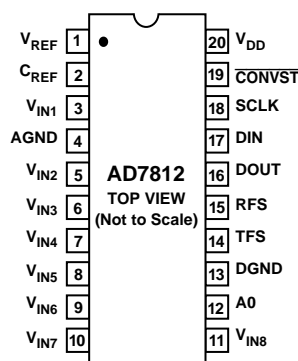 VREF 1
CREF 2
VIN1 3
AGND 4
VIN2 5
VIN3 6
VIN4 7
VIN5 8
VIN6 9
VIN7 10
AD7812
TOP VIEW
(Not to Scale)
20 VDD
19 CONVST
18 SCLK
17 DIN
16 DOUT
15 RFS
14 TFS
13 DGND
12 A0
11 VIN8